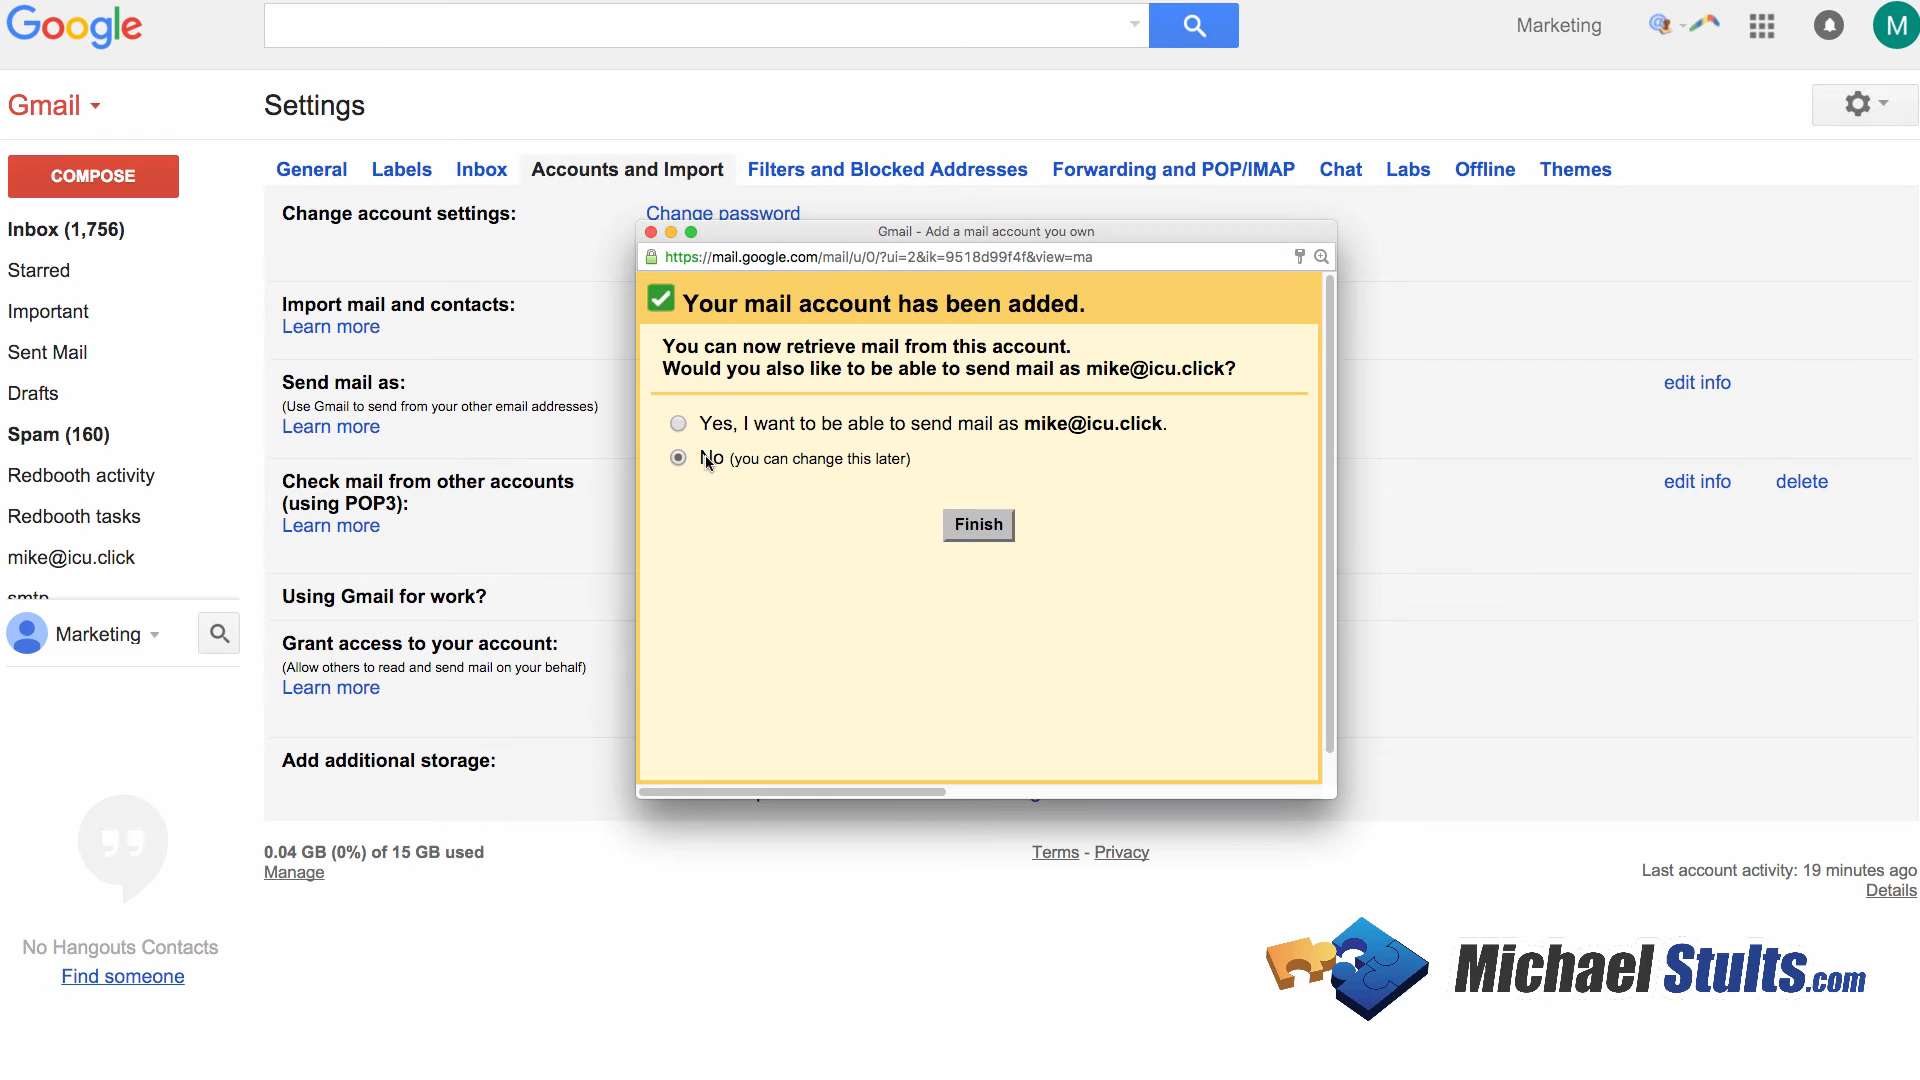 Google
Marketing
M
Gmail
Settings
COMPOSE
General Labels Inbox Accounts and Import Filters and Blocked Addresses Forwarding and POP/IMAP Chat Labs Offline Themes
Inbox (1,756)
Starred
Important
Sent Mail
Drafts
Spam (160)
Redbooth activity
Redbooth tasks
mike@icu.click
smtp
Marketing
No Hangouts Contacts
Find someone
Change account settings:
Change password
Import mail and contacts:
Learn more
Send mail as:
(Use Gmail to send from your other email addresses)
Learn more
edit info
Check mail from other accounts
(using POP3):
Learn more
edit info delete
Using Gmail for work?
Grant access to your account:
(Allow others to read and send mail on your behalf)
Learn more
Add additional storage:
Gmail - Add a mail account you own
https://mail.google.com/mail/u/0/?ui=2&ik=9518d99f4f&view=ma
Your mail account has been added.
You can now retrieve mail from this account.
Would you also like to be able to send mail as mike@icu.click?
Yes, I want to be able to send mail as mike@icu.click.
No (you can change this later)
Finish
0.04 GB (0%) of 15 GB used
Manage
Terms - Privacy
Last account activity: 19 minutes ago
Details
MichaelStults.com